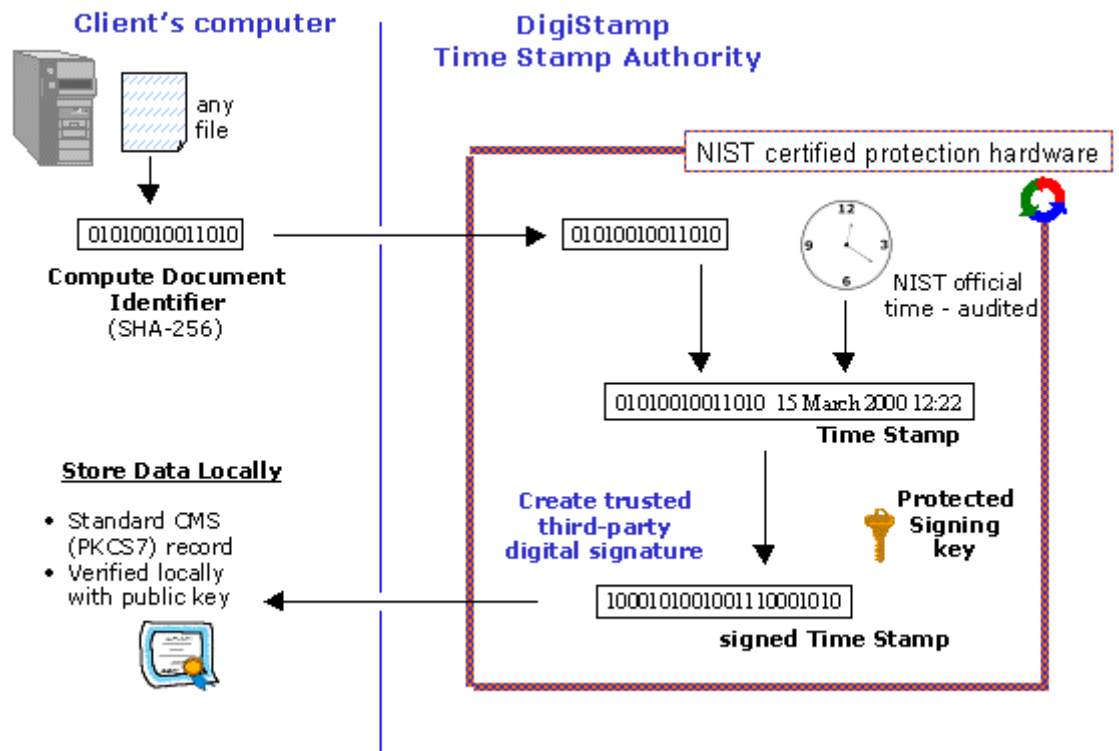 Client's computer
any
file
01010010011010
Compute Document
Identifier
(SHA-256)
Store Data Locally
• Standard CMS
(PKCS7) record
• Verified locally
with public key
DigiStamp
Time Stamp Authority
NIST certified protection hardware
01010010011010
12
9
3
6
NIST official
time - audited
01010010011010 15 March 2000 12:22
Time Stamp
Create trusted
third-party
digital signature
Protected
Signing
key
1000101001001110001010
signed Time Stamp